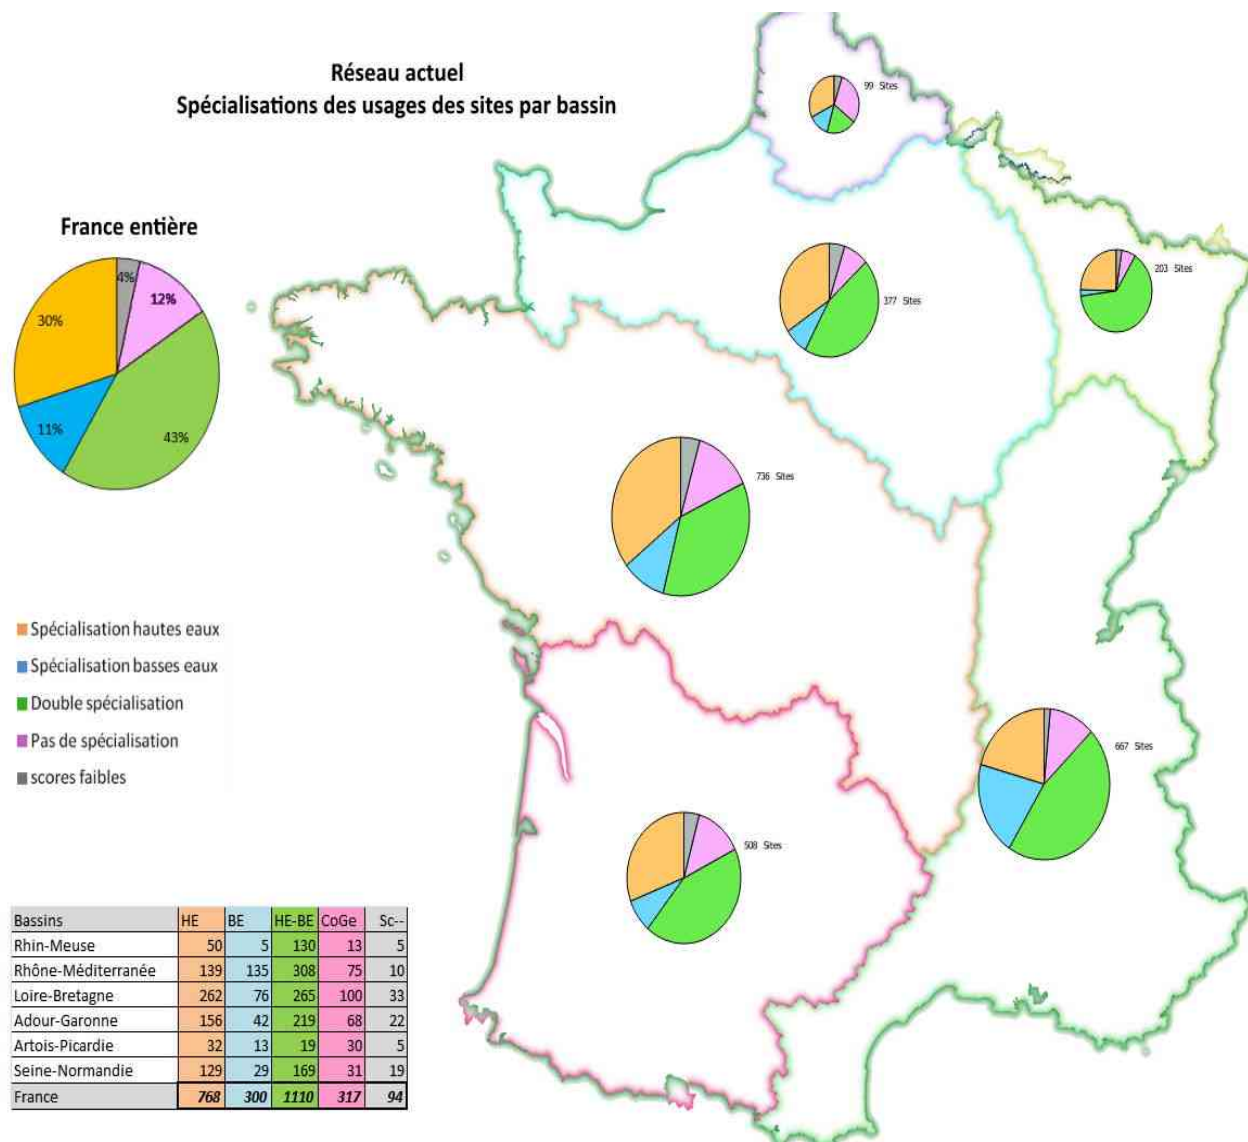 Réseau actuel
Spécialisations des usages des sites par bassin
99 Sites
France entière
4%
12%
30%
11%
43%
377 Sites
203 Sites
736 Sites
667 Sites
508 Sites
Spécialisation hautes eaux
Spécialisation basses eaux
Double spécialisation
Pas de spécialisation
scores faibles
Bassins HE BE HE-BE CoGe Sc--
Rhin-Meuse 50 5 130 13 5
Rhône-Méditerranée 139 135 308 75 10
Loire-Bretagne 262 76 265 100 33
Adour-Garonne 156 42 219 68 22
Artois-Picardie 32 13 19 30 5
Seine-Normandie 129 29 169 31 19
France 768 300 1110 317 94